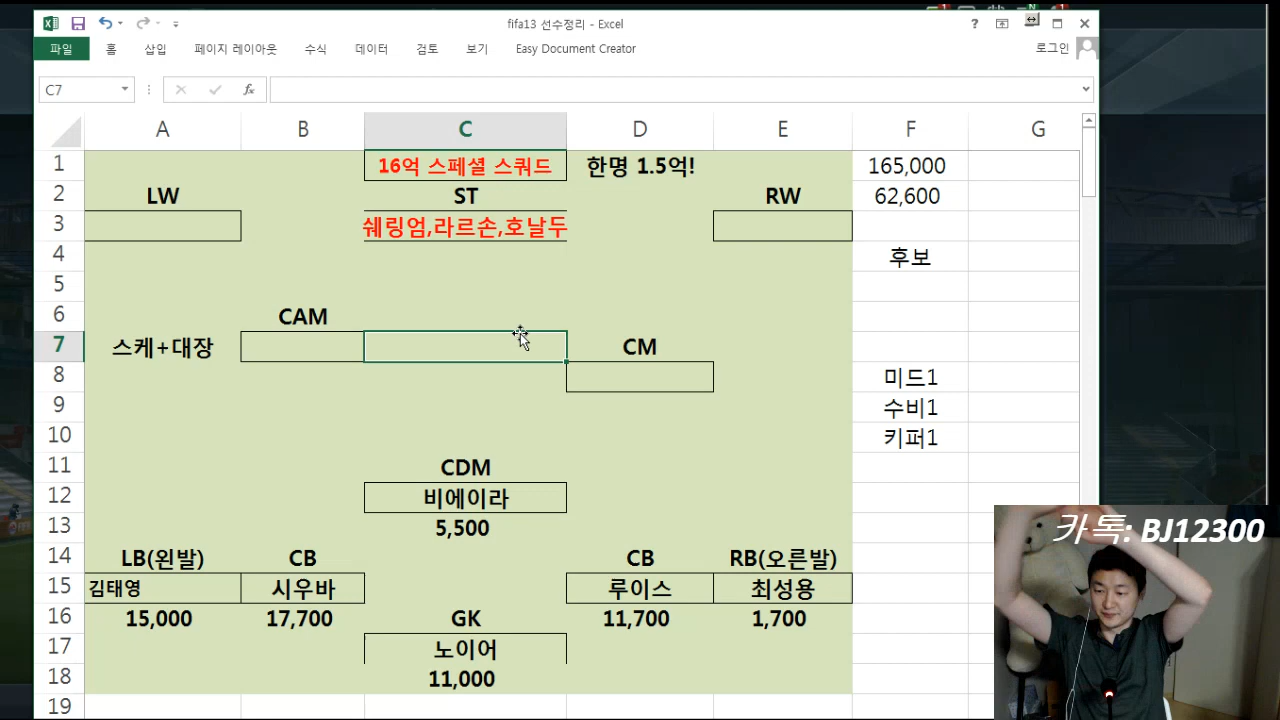 fifa13 선수정리 - Excel
파일 홈 삽입 페이지 레이아웃 수식 데이터 검토 보기 Easy Document Creator 로그인
C7 fx
A B C D E F G
1 16억 스페셜 스쿼드 한명 1.5억! 165,000
2 LW ST RW 62,600
3 쉐링엄,라르손,호날두
4 후보
5
6 CAM
7 스케+대장 CM
8 미드1
9 수비1
10 키퍼1
11 CDM
12 비에이라
13 5,500
14 LB(왼발) CB CB RB(오른발)
15 김태영 시우바 루이스 최성용
16 15,000 17,700 GK 11,700 1,700
17 노이어
18 11,000
19
카톡: BJ12300